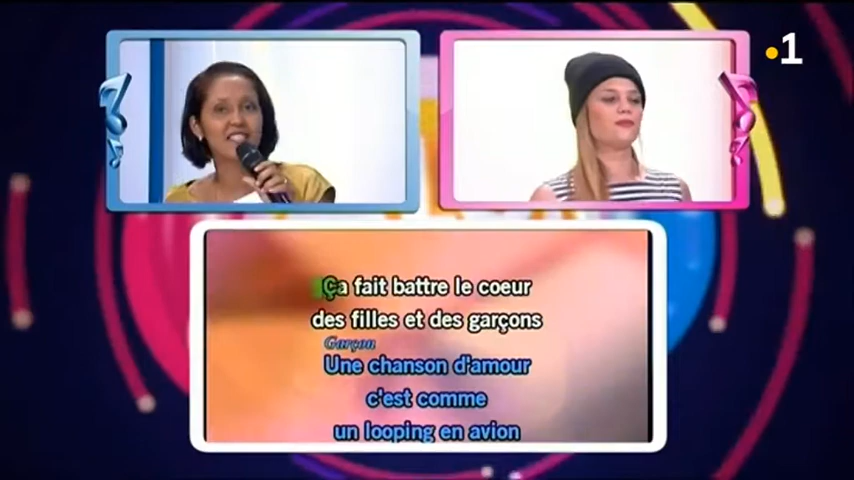 1
Ça fait battre le coeur
des filles et des garçons
Garçon
Une chanson d'amour
c'est comme
un looping en avion